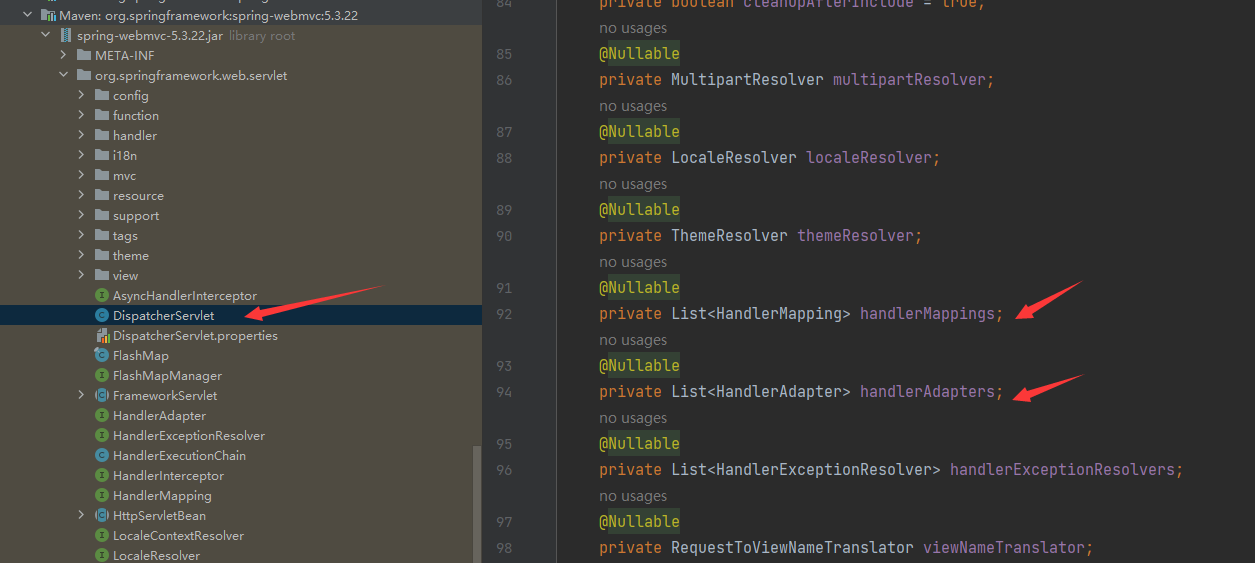 Maven: org.springframework:spring-webmvc:5.3.22
spring-webmvc-5.3.22.jar library root
META-INF
org.springframework.web.servlet
config
function
handler
i18n
mvc
resource
support
tags
theme
view
AsyncHandlerInterceptor
DispatcherServlet
DispatcherServlet.properties
FlashMap
FlashMapManager
FrameworkServlet
HandlerAdapter
HandlerExceptionResolver
HandlerExecutionChain
HandlerInterceptor
HandlerMapping
HttpServletBean
LocaleContextResolver
LocaleResolver
84 private boolean cleanupAfterInclude = true;
no usages
85 @Nullable
86 private MultipartResolver multipartResolver;
no usages
87 @Nullable
88 private LocaleResolver localeResolver;
no usages
89 @Nullable
90 private ThemeResolver themeResolver;
no usages
91 @Nullable
92 private List<HandlerMapping> handlerMappings;
no usages
93 @Nullable
94 private List<HandlerAdapter> handlerAdapters;
no usages
95 @Nullable
96 private List<HandlerExceptionResolver> handlerExceptionResolvers;
no usages
97 @Nullable
98 private RequestToViewNameTranslator viewNameTranslator;